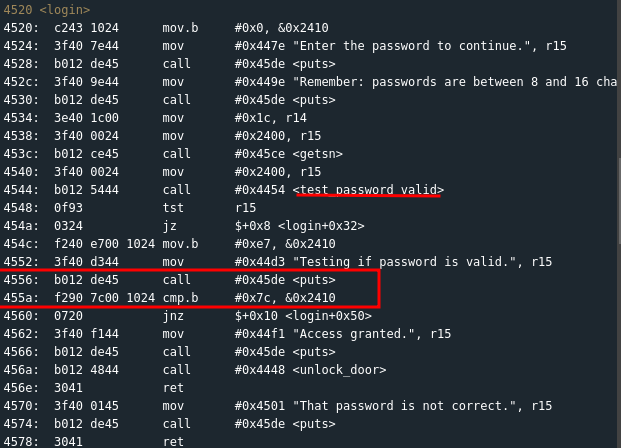 4520 <login>
4520: c243 1024 mov.b #0x0, &0x2410
4524: 3f40 7e44 mov #0x447e "Enter the password to continue.", r15
4528: b012 de45 call #0x45de <puts>
452c: 3f40 9e44 mov #0x449e "Remember: passwords are between 8 and 16 cha
4530: b012 de45 call #0x45de <puts>
4534: 3e40 1c00 mov #0x1c, r14
4538: 3f40 0024 mov #0x2400, r15
453c: b012 ce45 call #0x45ce <getsn>
4540: 3f40 0024 mov #0x2400, r15
4544: b012 5444 call #0x4454 <test_password_valid>
4548: 0f93 tst r15
454a: 0324 jz $+0x8 <login+0x32>
454c: f240 e700 1024 mov.b #0xe7, &0x2410
4552: 3f40 d344 mov #0x44d3 "Testing if password is valid.", r15
4556: b012 de45 call #0x45de <puts>
455a: f290 7c00 1024 cmp.b #0x7c, &0x2410
4560: 0720 jnz $+0x10 <login+0x50>
4562: 3f40 f144 mov #0x44f1 "Access granted.", r15
4566: b012 de45 call #0x45de <puts>
456a: b012 4844 call #0x4448 <unlock_door>
456e: 3041 ret
4570: 3f40 0145 mov #0x4501 "That password is not correct.", r15
4574: b012 de45 call #0x45de <puts>
4578: 3041 ret